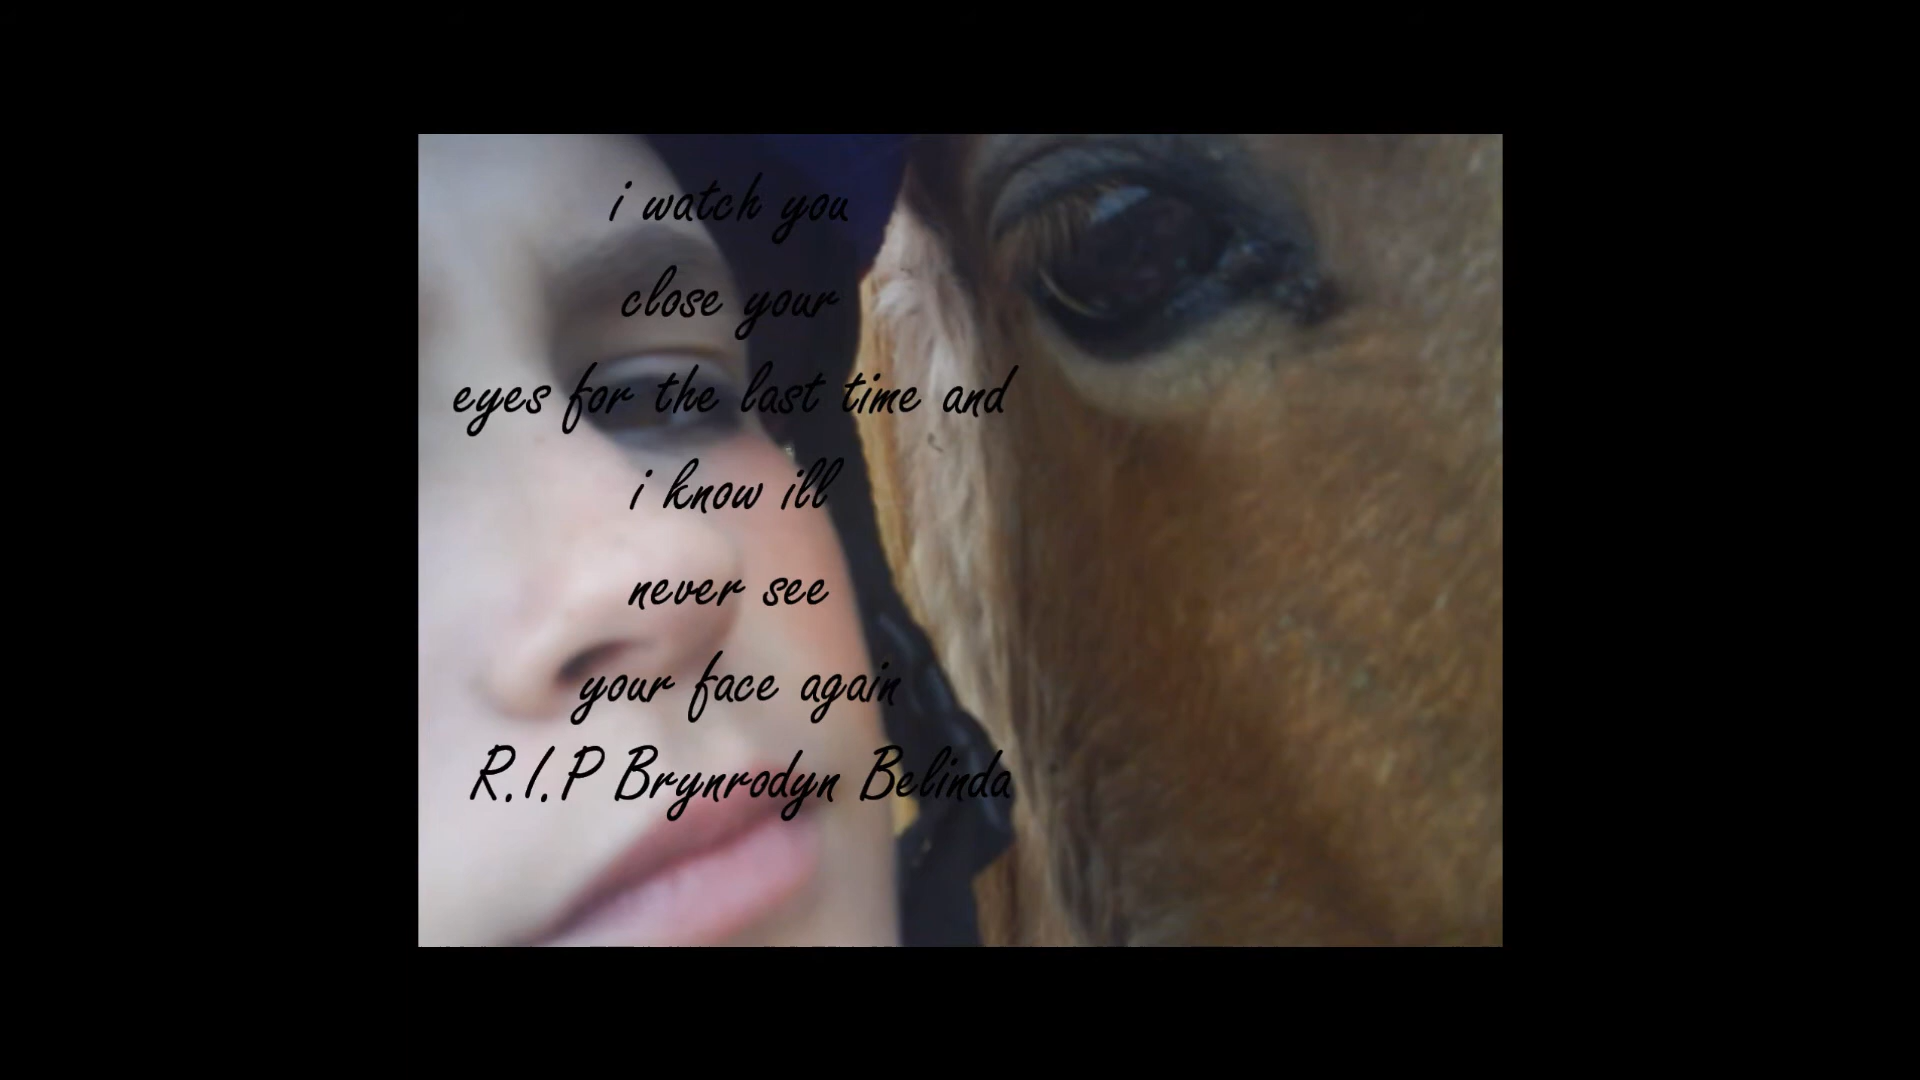 i watch you
close your
eyes for the last time and
i know ill
never see
your face again
R.I.P Brynrodyn Belinda